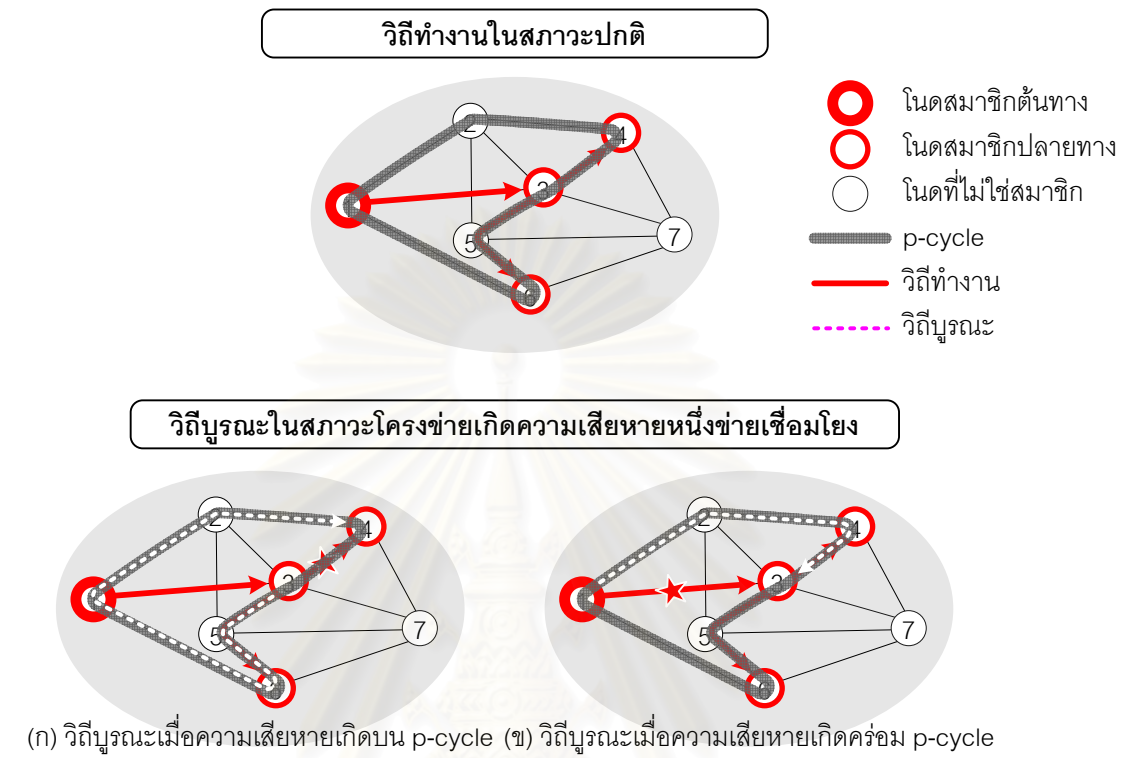 วิถีทำงานในสภาวะปกติ
2
4
3
5
7
โนดสมาชิกต้นทาง
โนดสมาชิกปลายทาง
โนดที่ไม่ใช่สมาชิก
p-cycle
วิถีทำงาน
วิถีบูรณะ
วิถีบูรณะในสภาวะโครงข่ายเกิดความเสียหายหนึ่งข่ายเชื่อมโยง
2
4
3
5
7
2
4
3
5
7
(ก) วิถีบูรณะเมื่อความเสียหายเกิดบน p-cycle
(ข) วิถีบูรณะเมื่อความเสียหายเกิดคร่อม p-cycle